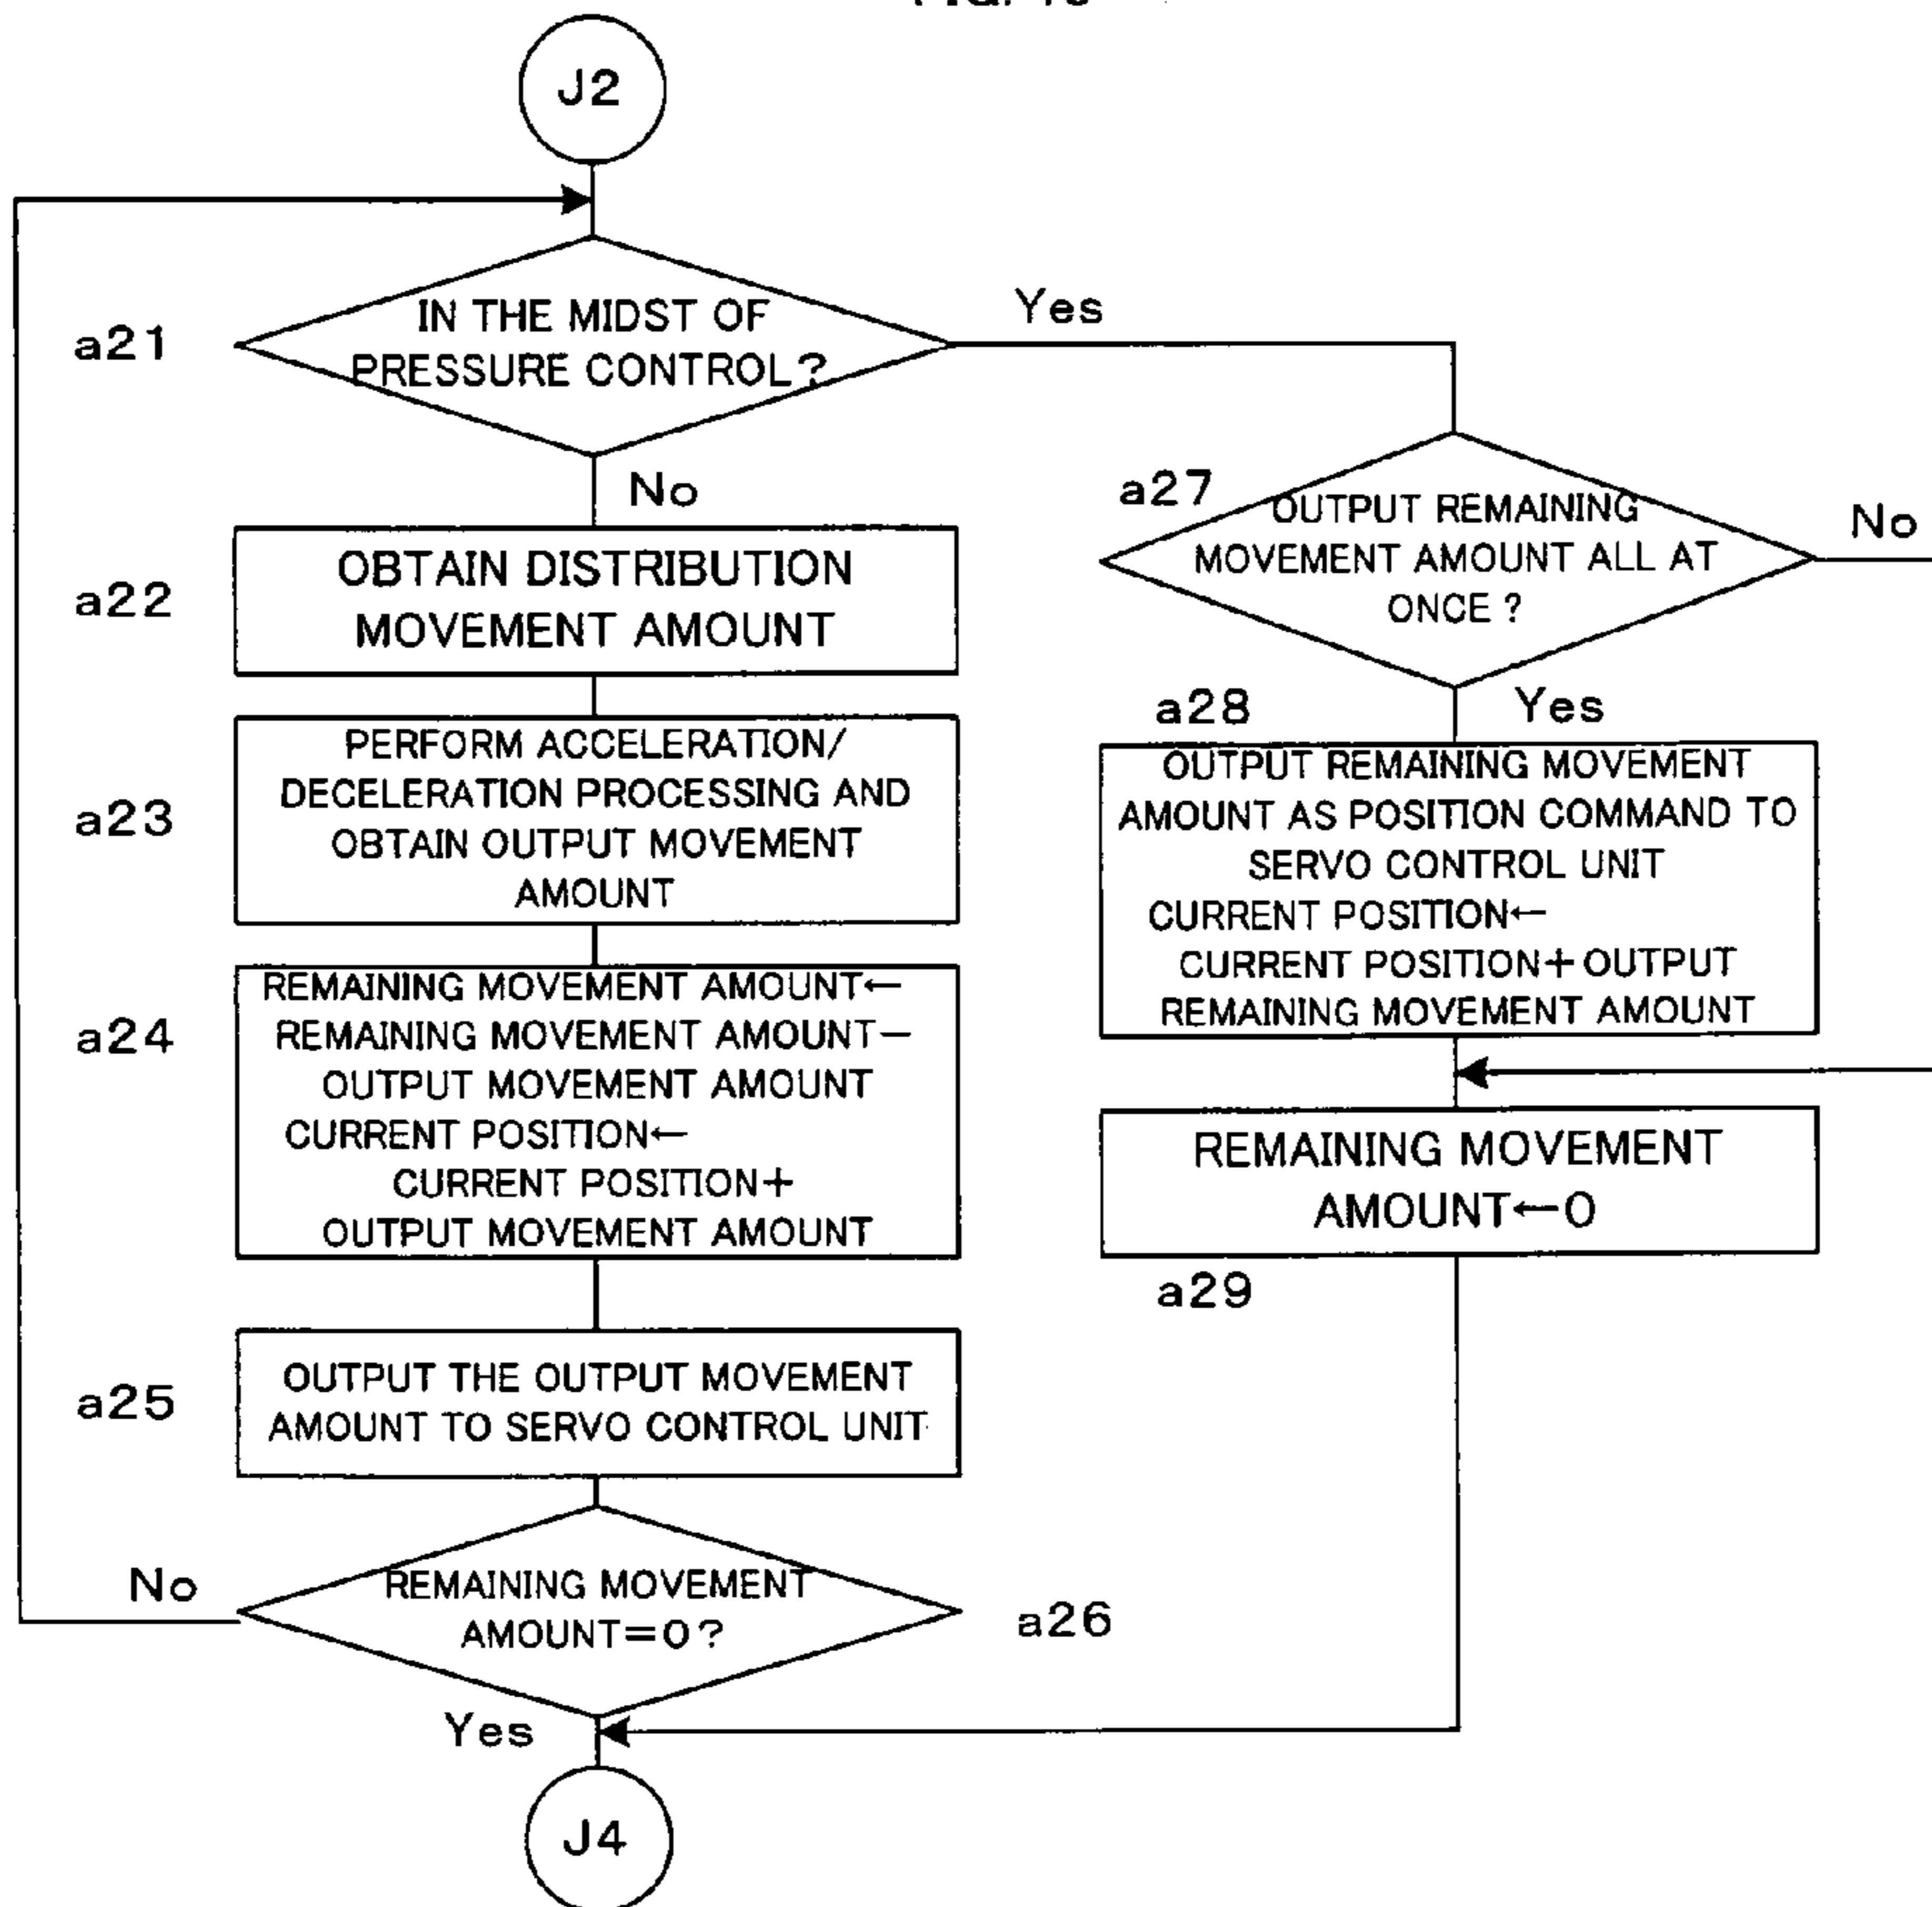 J2
a21
IN THE MIDST OF
PRESSURE CONTROL?
Yes
No
a22
OBTAIN DISTRIBUTION
MOVEMENT AMOUNT
a23
PERFORM ACCELERATION/
DECELERATION PROCESSING AND
OBTAIN OUTPUT MOVEMENT
AMOUNT
a24
REMAINING MOVEMENT AMOUNT←
REMAINING MOVEMENT AMOUNT−
OUTPUT MOVEMENT AMOUNT
CURRENT POSITION←
CURRENT POSITION+
OUTPUT MOVEMENT AMOUNT
a25
OUTPUT THE OUTPUT MOVEMENT
AMOUNT TO SERVO CONTROL UNIT
No
REMAINING MOVEMENT
AMOUNT=0?
a26
Yes
J4
a27
OUTPUT REMAINING
MOVEMENT AMOUNT ALL AT
ONCE?
No
a28
Yes
OUTPUT REMAINING MOVEMENT
AMOUNT AS POSITION COMMAND TO
SERVO CONTROL UNIT
CURRENT POSITION←
CURRENT POSITION+OUTPUT
REMAINING MOVEMENT AMOUNT
REMAINING MOVEMENT
AMOUNT←0
a29